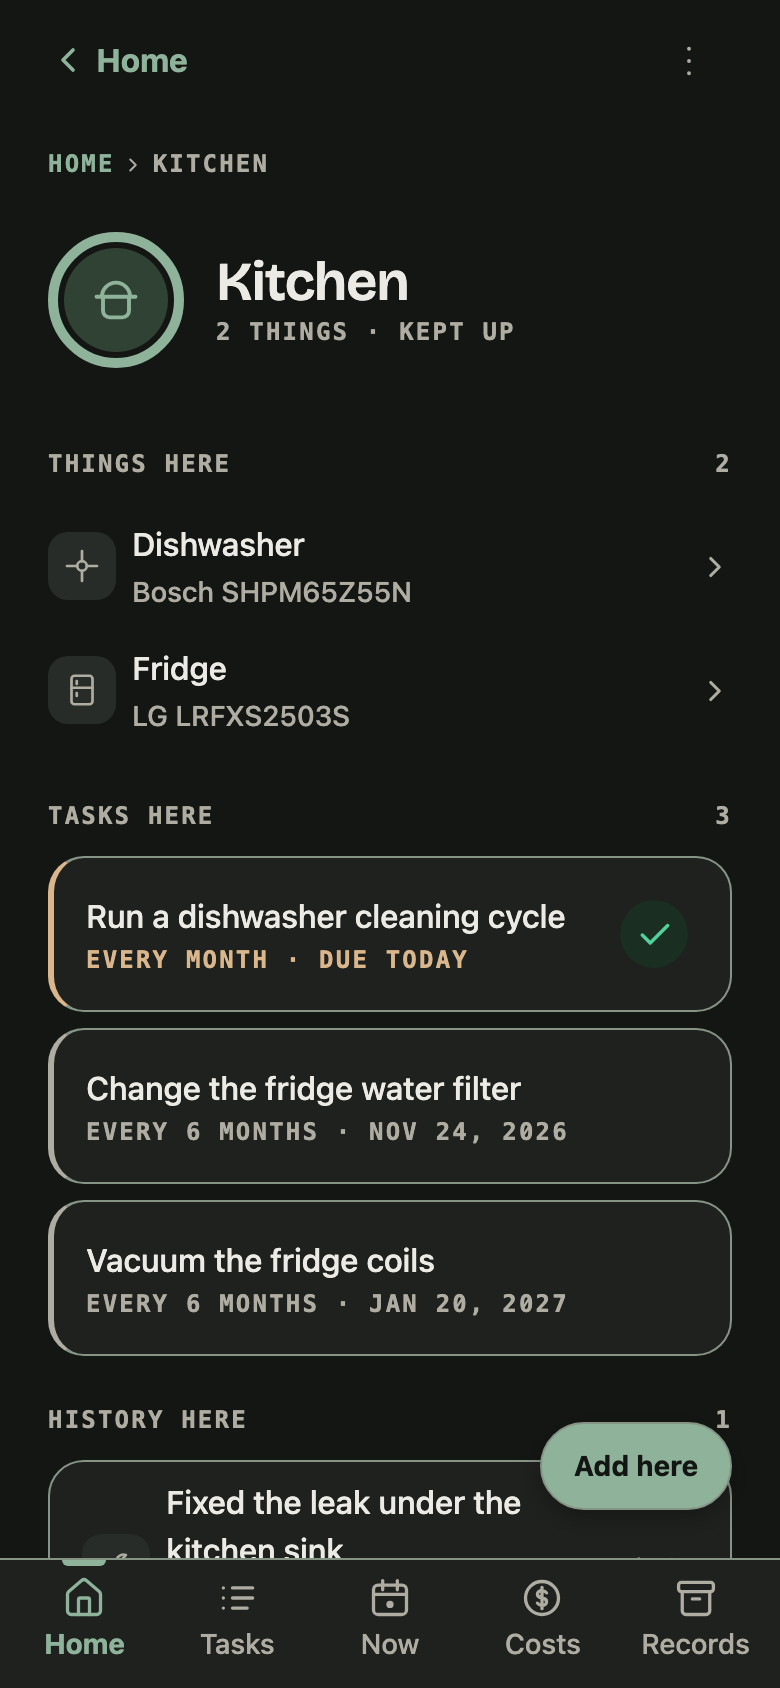 Home
HOME › KITCHEN
Kitchen
2 THINGS · KEPT UP
THINGS HERE 2
Dishwasher
Bosch SHPM65Z55N
Fridge
LG LRFXS2503S
TASKS HERE 3
Run a dishwasher cleaning cycle
EVERY MONTH · DUE TODAY
Change the fridge water filter
EVERY 6 MONTHS · NOV 24, 2026
Vacuum the fridge coils
EVERY 6 MONTHS · JAN 20, 2027
HISTORY HERE 1
Add here
Fixed the leak under the
kitchen sink
Home Tasks Now Costs Records